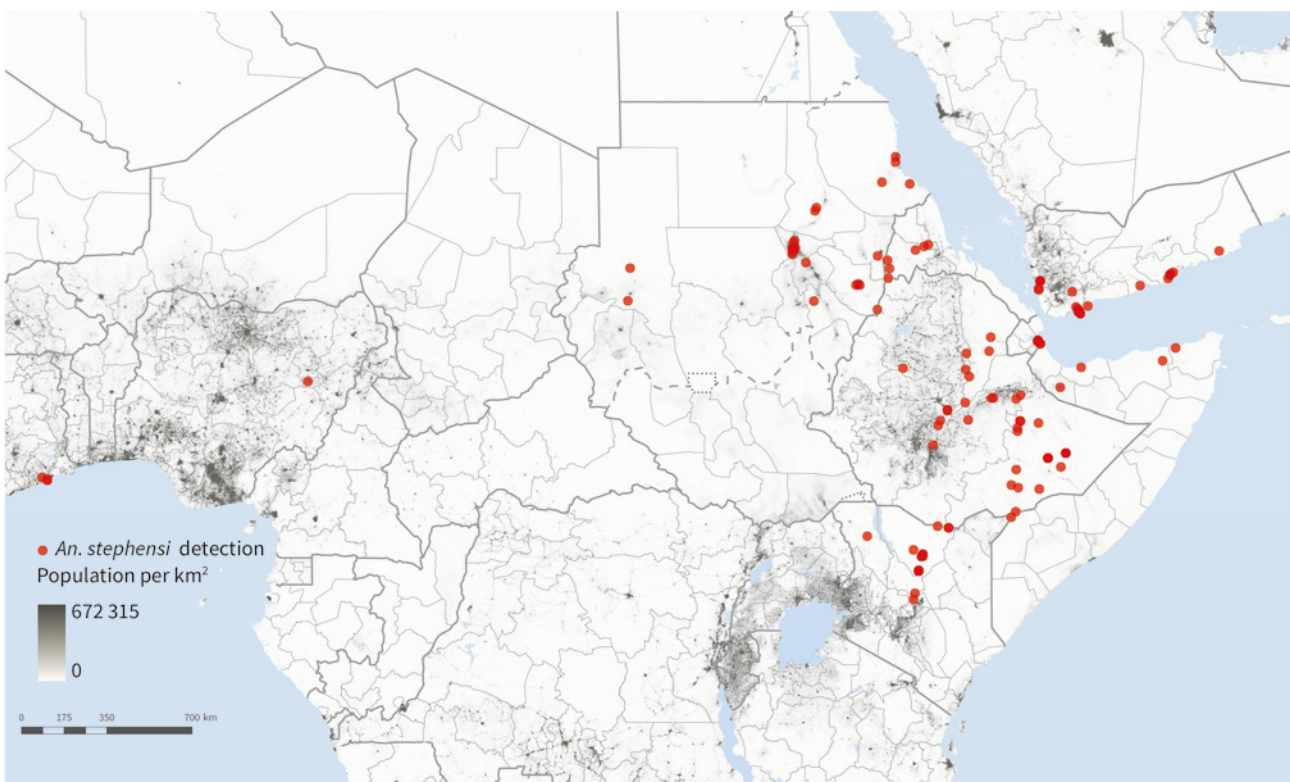 An. stephensi detection
Population per km²
672 315
0
0 175 350 700 km